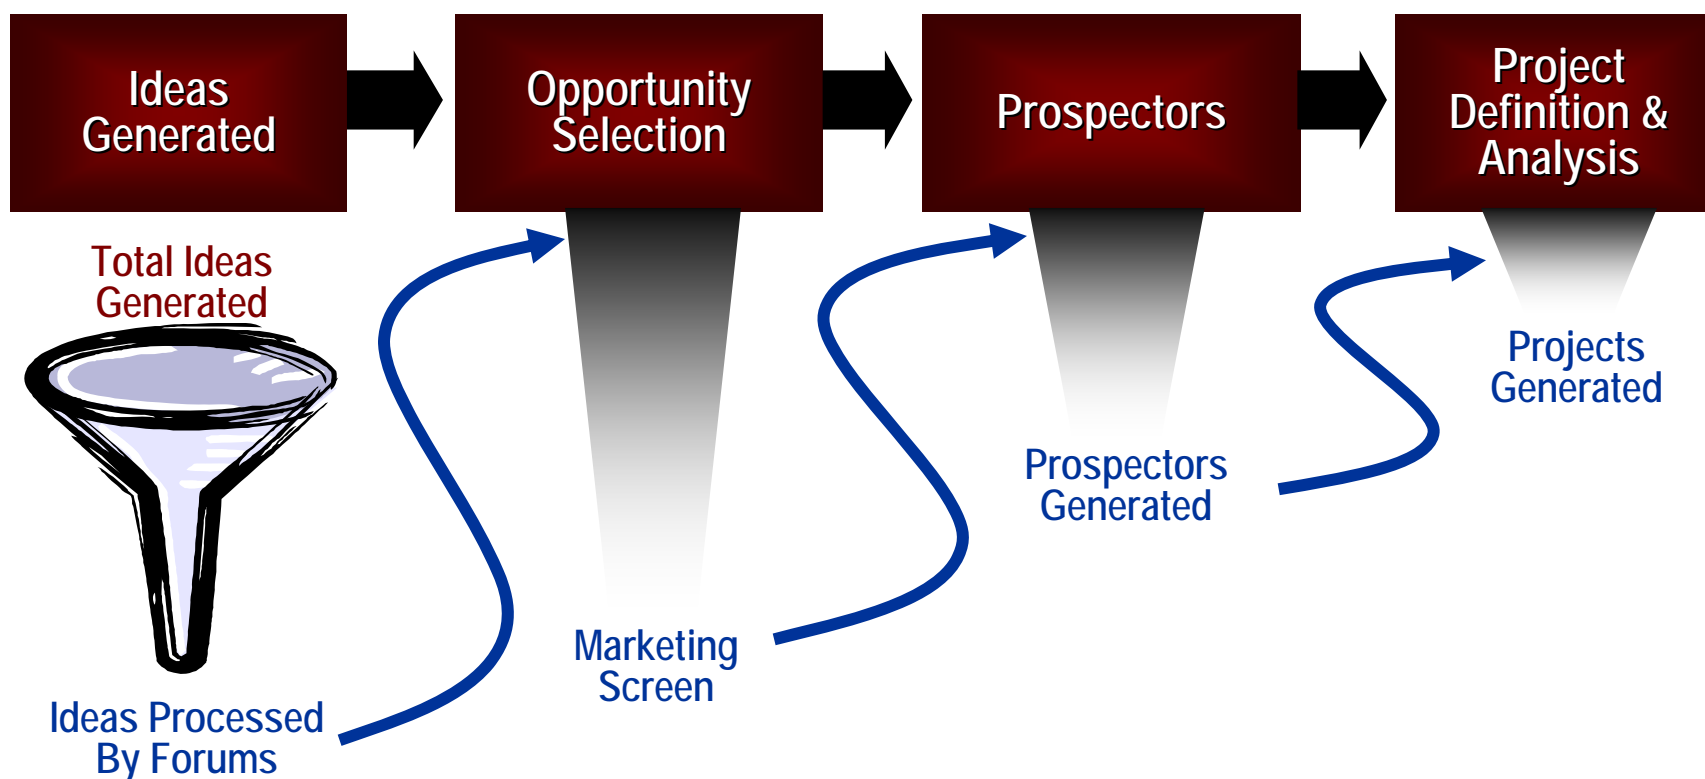 Ideas
Generated
Opportunity
Selection
Prospectors
Project
Definition &
Analysis
Total Ideas
Generated
Ideas Processed
By Forums
Marketing
Screen
Prospectors
Generated
Projects
Generated